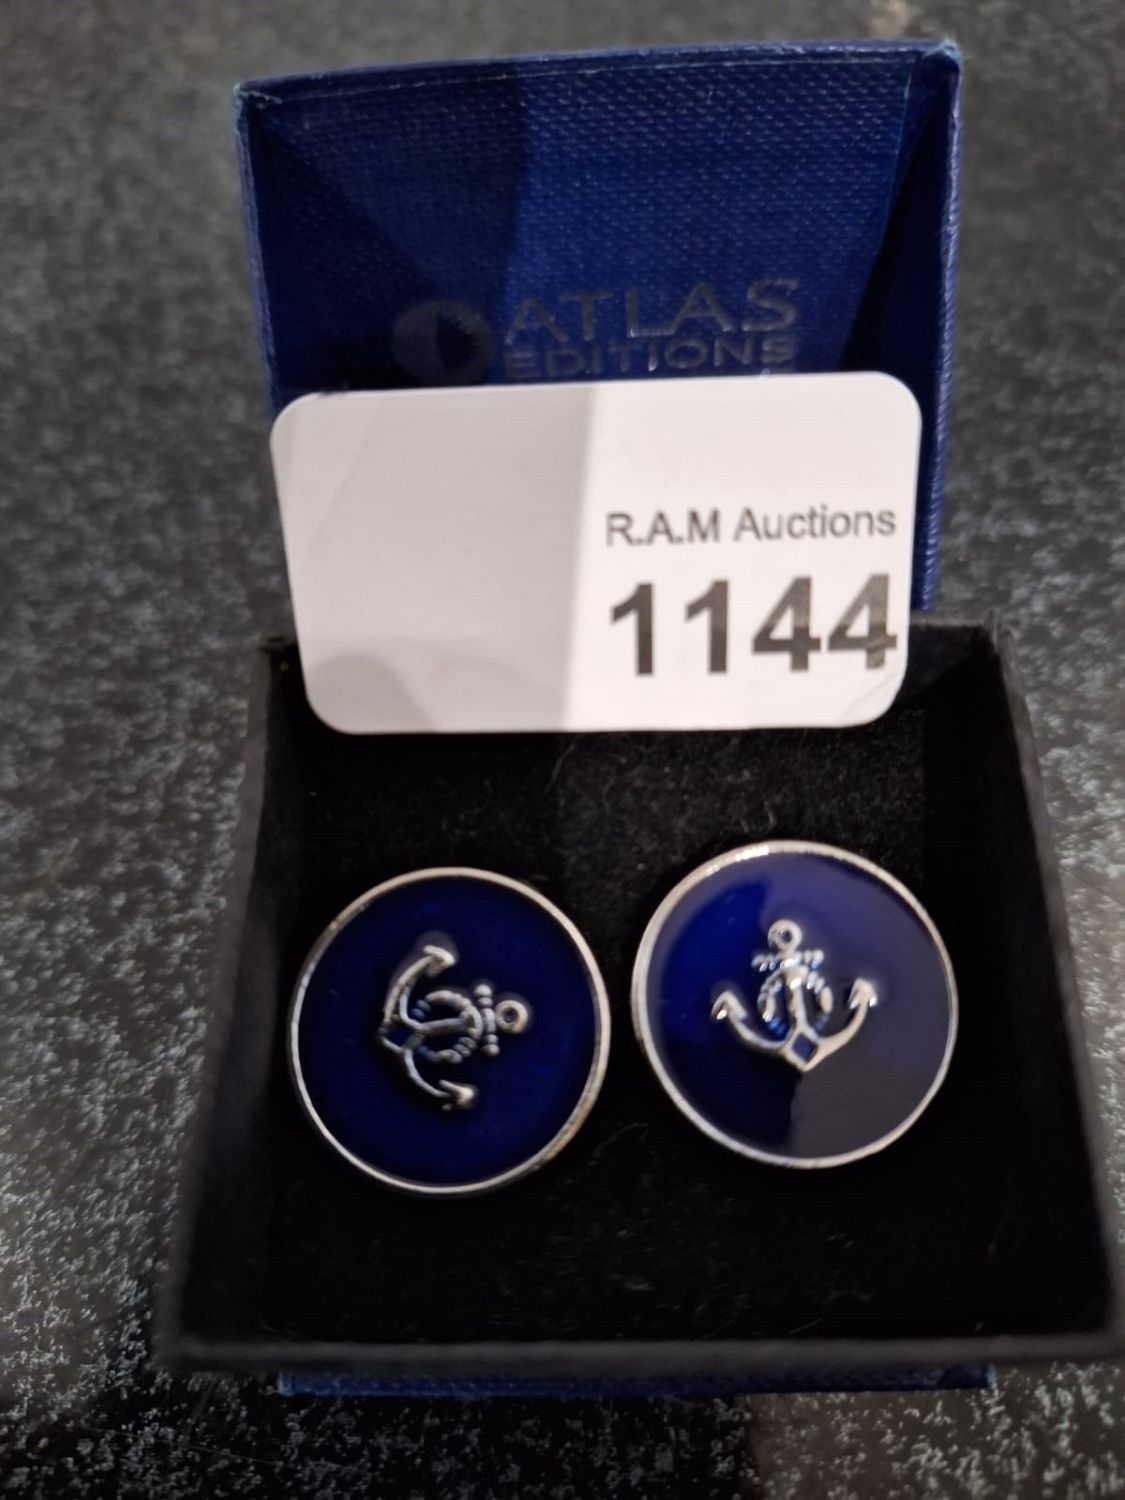 ATLAS
EDITIONS
R.A.M Auctions
1144